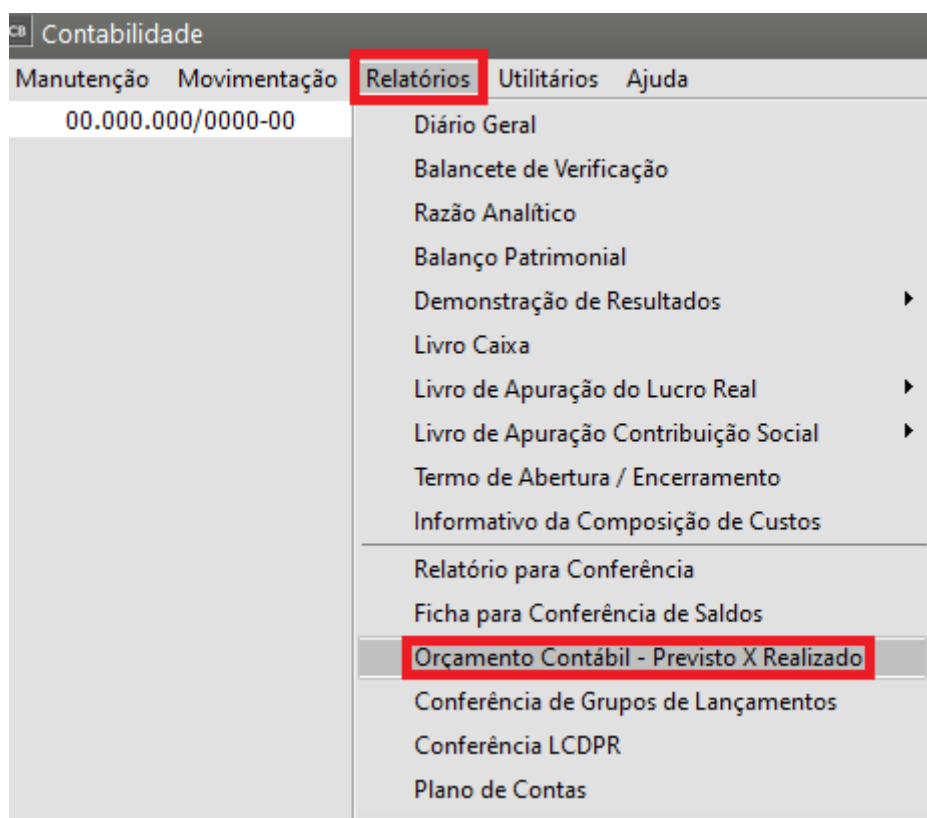 CB Contabilidade
Manutenção Movimentação Relatórios Utilitários Ajuda
00.000.000/0000-00
Diário Geral
Balancete de Verificação
Razão Analítico
Balanço Patrimonial
Demonstração de Resultados
Livro Caixa
Livro de Apuração do Lucro Real
Livro de Apuração Contribuição Social
Termo de Abertura / Encerramento
Informativo da Composição de Custos
Relatório para Conferência
Ficha para Conferência de Saldos
Orçamento Contábil - Previsto X Realizado
Conferência de Grupos de Lançamentos
Conferência LCDPR
Plano de Contas